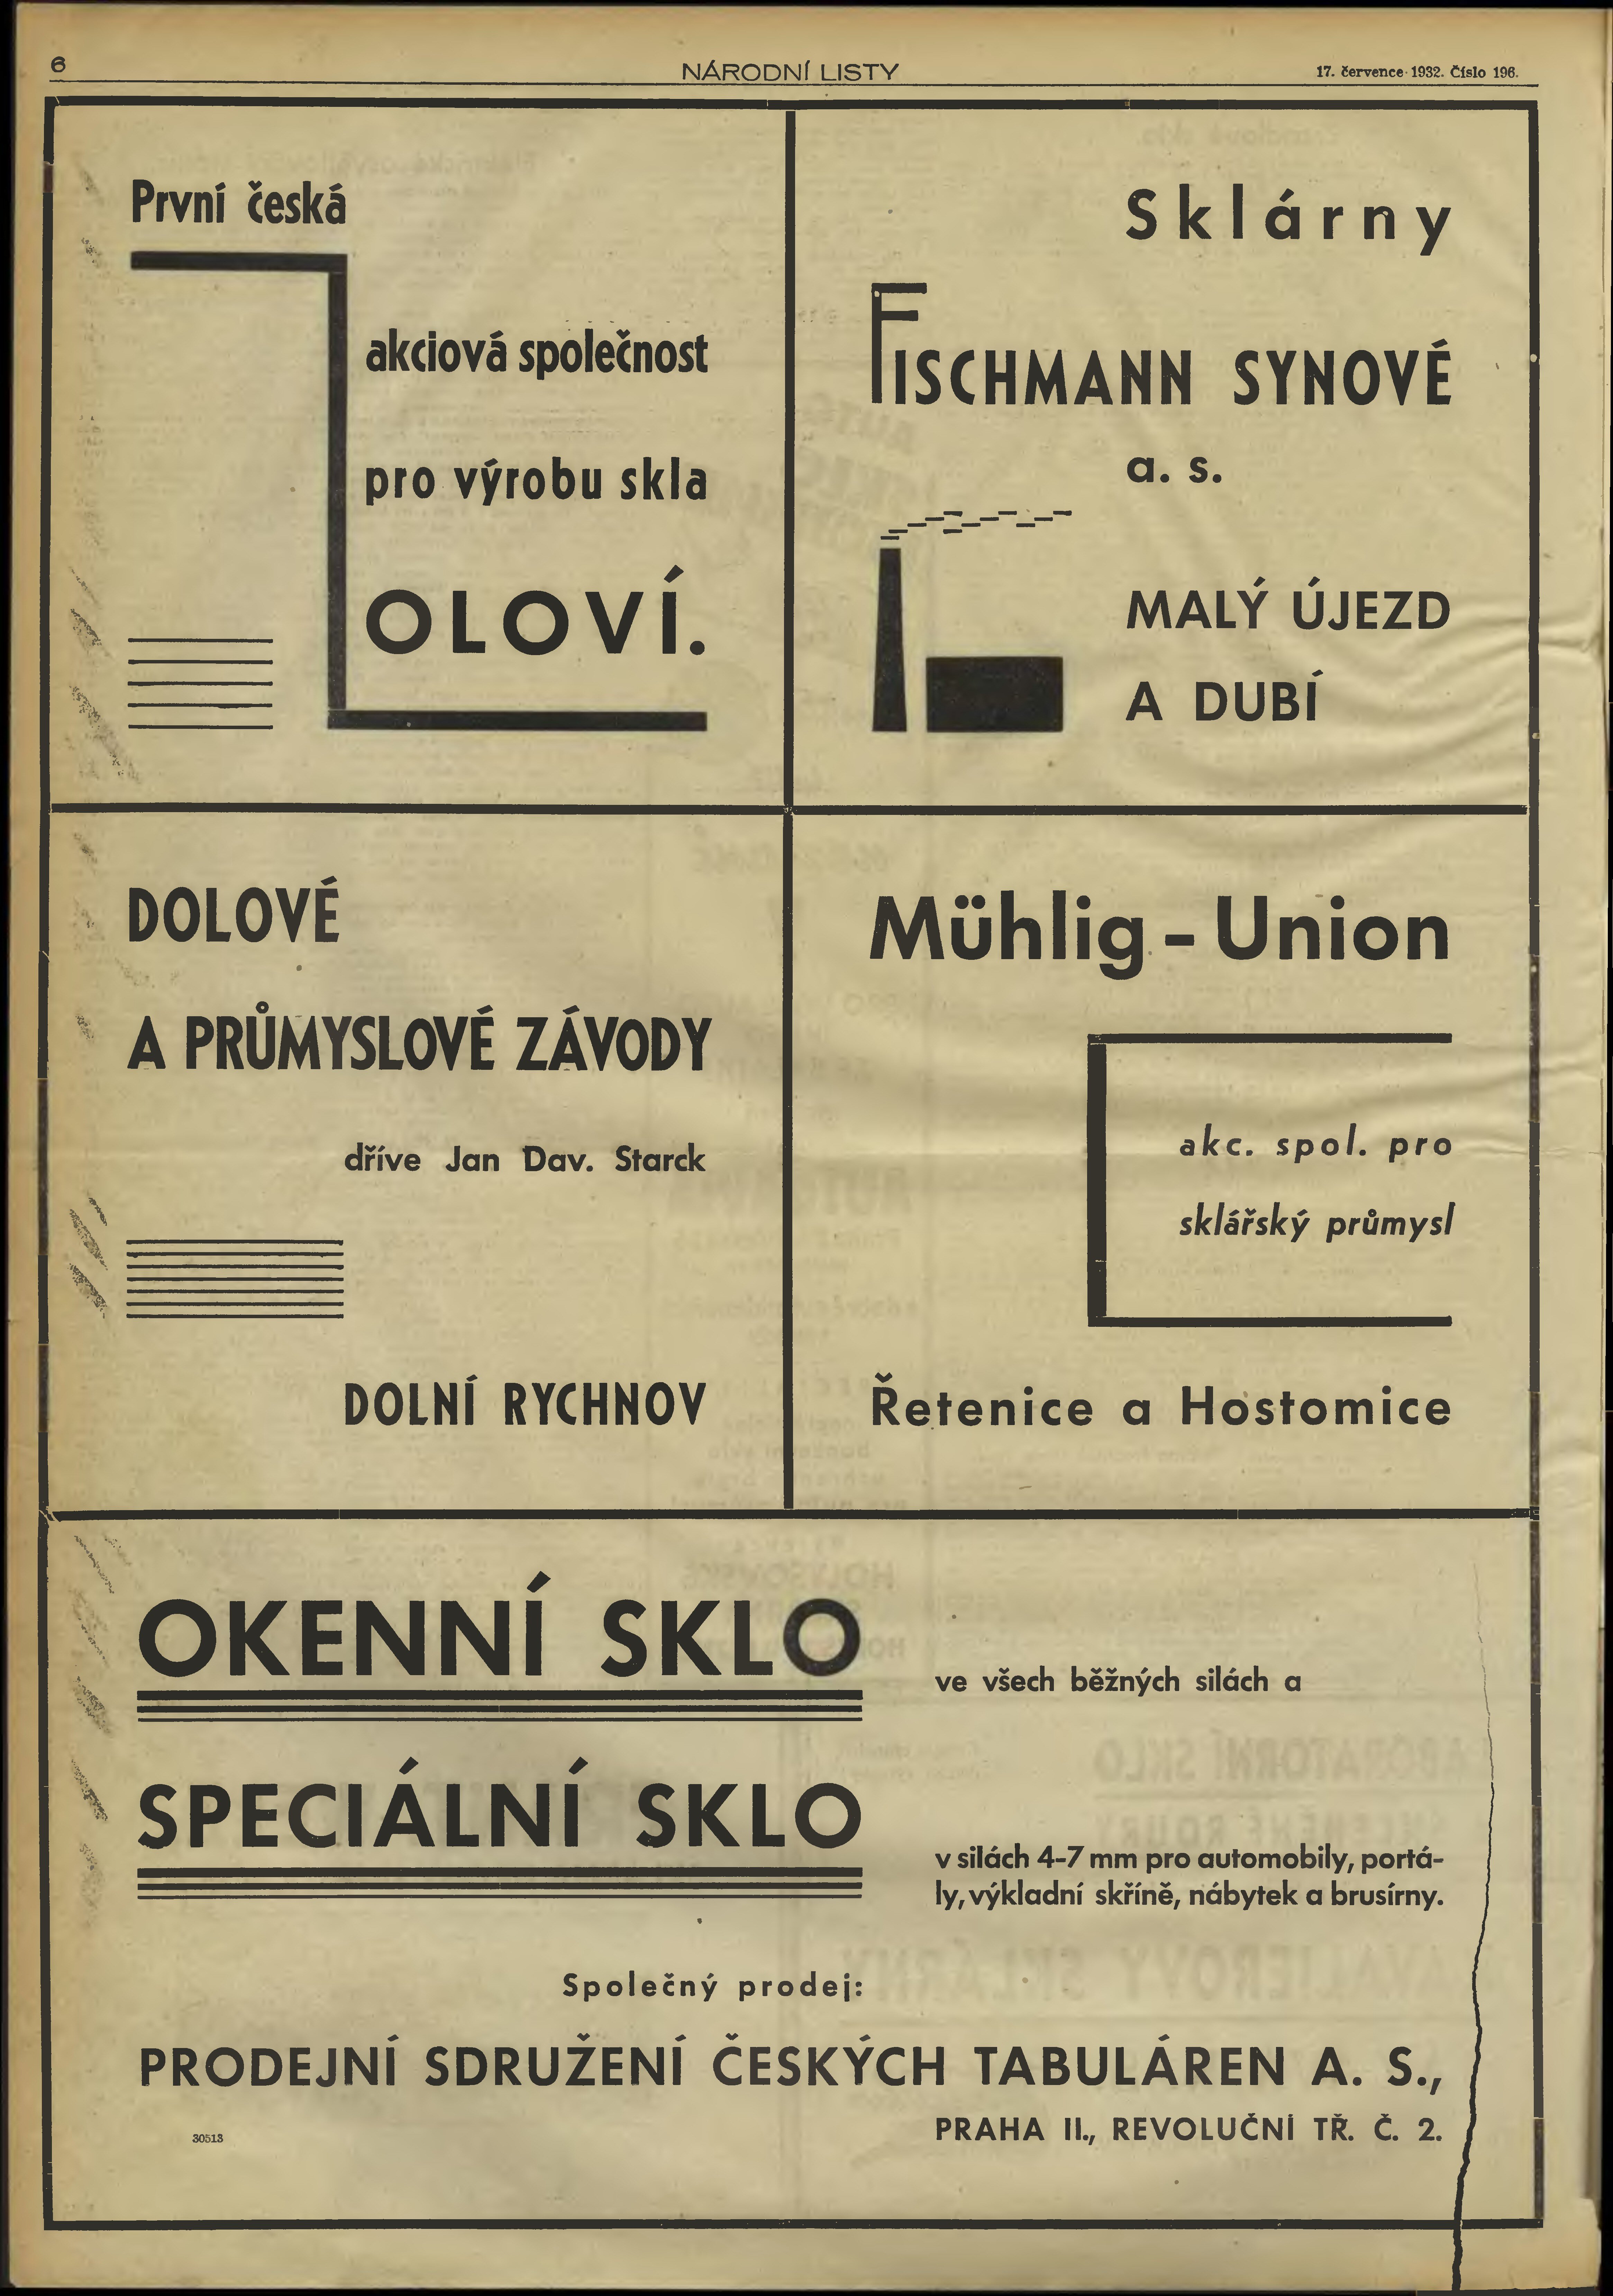 6
NÁRODNÍ LISTY
17. července 1932. Číslo 196.
První česká
akciová společnost
pro výrobu skla
OLOVÍ.
Sklárny
FISCHMANN SYNOVÉ
a. s.
MALÝ ÚJEZD
A DUBÍ
DOLOVÉ
A PRŮMYSLOVÉ ZÁVODY
dříve Jan Dav. Starck
DOLNÍ RYCHNOV
Mühlig - Union
akc. spol. pro
sklářský průmysl
Řetenice a Hostomice
OKENNÍ SKLO
ve všech běžných silách a
SPECIÁLNÍ SKLO
v silách 4-7 mm pro automobily, portá-
ly, výkladní skříně, nábytek a brusírny.
Společný prodej:
PRODEJNÍ SDRUŽENÍ ČESKÝCH TABULÁREN A. S.,
PRAHA II., REVOLUČNÍ TŘ. Č. 2.
30513